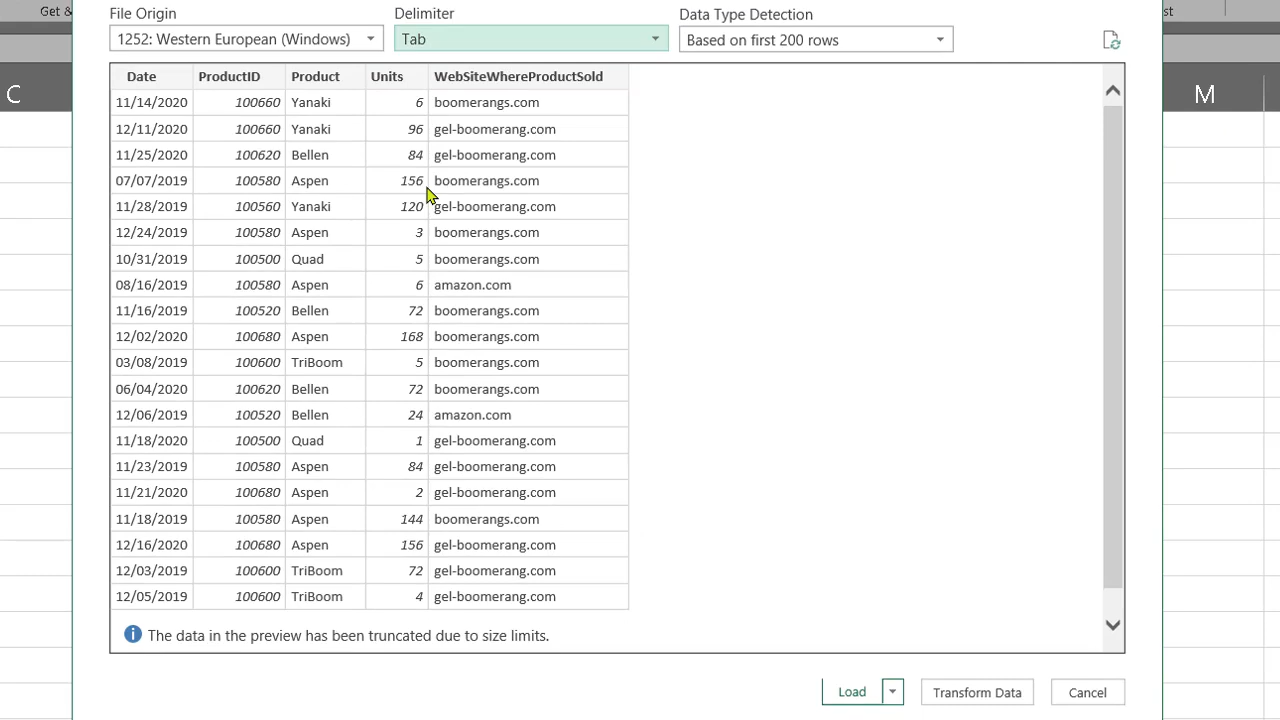 Get &
File Origin
Delimiter
Data Type Detection
st
1252: Western European (Windows)
Tab
Based on first 200 rows
C
M
Date ProductID Product Units WebSiteWhereProductSold
11/14/2020 100660 Yanaki 6 boomerangs.com
12/11/2020 100660 Yanaki 96 gel-boomerang.com
11/25/2020 100620 Bellen 84 gel-boomerang.com
07/07/2019 100580 Aspen 156 boomerangs.com
11/28/2019 100560 Yanaki 120 gel-boomerang.com
12/24/2019 100580 Aspen 3 boomerangs.com
10/31/2019 100500 Quad 5 boomerangs.com
08/16/2019 100580 Aspen 6 amazon.com
11/16/2019 100520 Bellen 72 boomerangs.com
12/02/2020 100680 Aspen 168 boomerangs.com
03/08/2019 100600 TriBoom 5 boomerangs.com
06/04/2020 100620 Bellen 72 boomerangs.com
12/06/2019 100520 Bellen 24 amazon.com
11/18/2020 100500 Quad 1 gel-boomerang.com
11/23/2019 100580 Aspen 84 gel-boomerang.com
11/21/2020 100680 Aspen 2 gel-boomerang.com
11/18/2019 100580 Aspen 144 boomerangs.com
12/16/2020 100680 Aspen 156 gel-boomerang.com
12/03/2019 100600 TriBoom 72 gel-boomerang.com
12/05/2019 100600 TriBoom 4 gel-boomerang.com
The data in the preview has been truncated due to size limits.
Load
Transform Data
Cancel